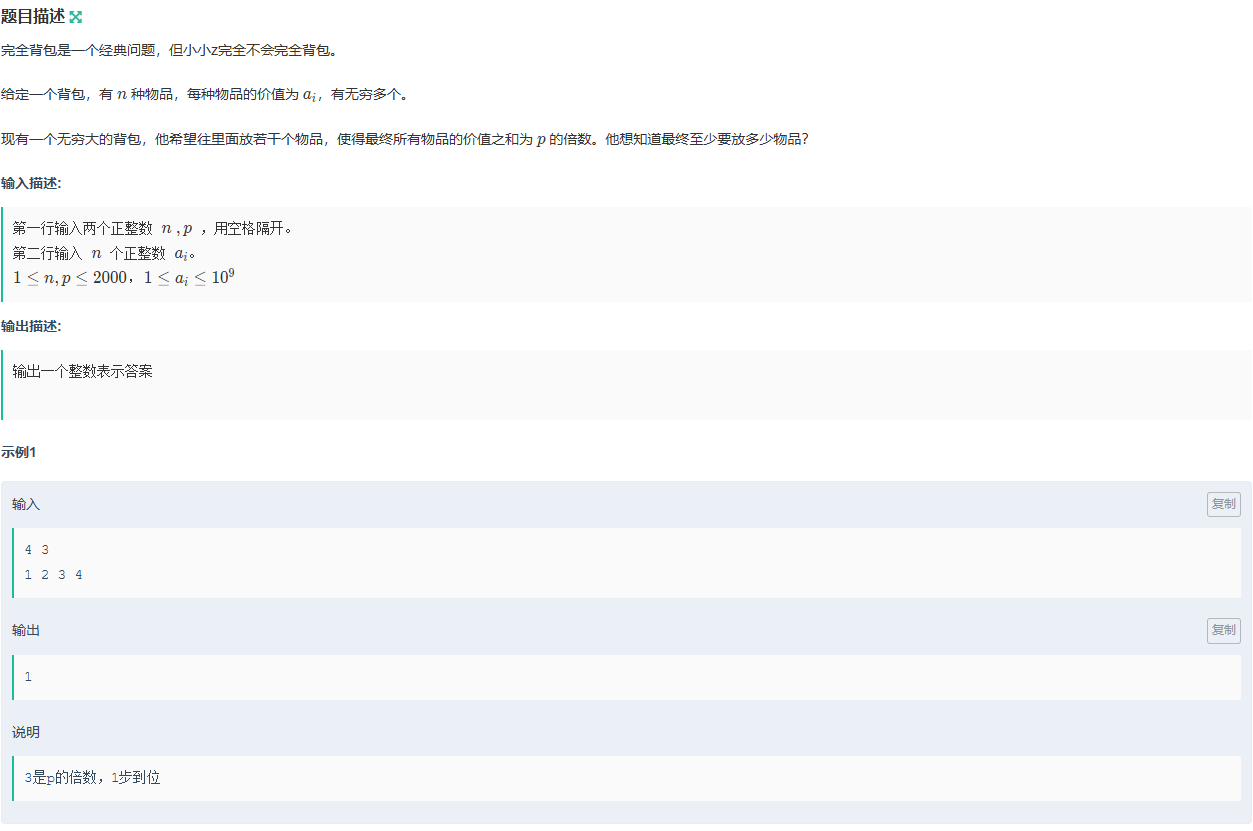 题目描述
完全背包是一个经典问题，但小小z完全不会完全背包。
给定一个背包，有 n 种物品，每种物品的价值为 aᵢ，有无穷多个。
现有一个无穷大的背包，他希望往里面放若干个物品，使得最终所有物品的价值之和为 p 的倍数。他想知道最终至少要放多少物品？
输入描述:
第一行输入两个正整数 n , p ，用空格隔开。
第二行输入 n 个正整数 aᵢ。
1 ≤ n, p ≤ 2000，1 ≤ aᵢ ≤ 10⁹
输出描述:
输出一个整数表示答案
示例1
输入
复制
4 3
1 2 3 4
输出
复制
1
说明
3是p的倍数，1步到位